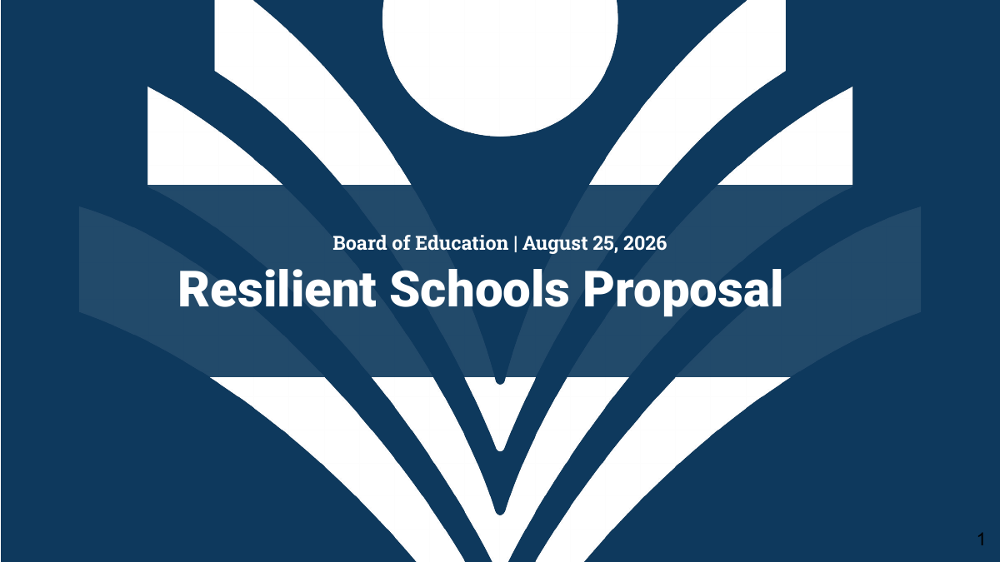 Board of Education | August 25, 2026
Resilient Schools Proposal
1